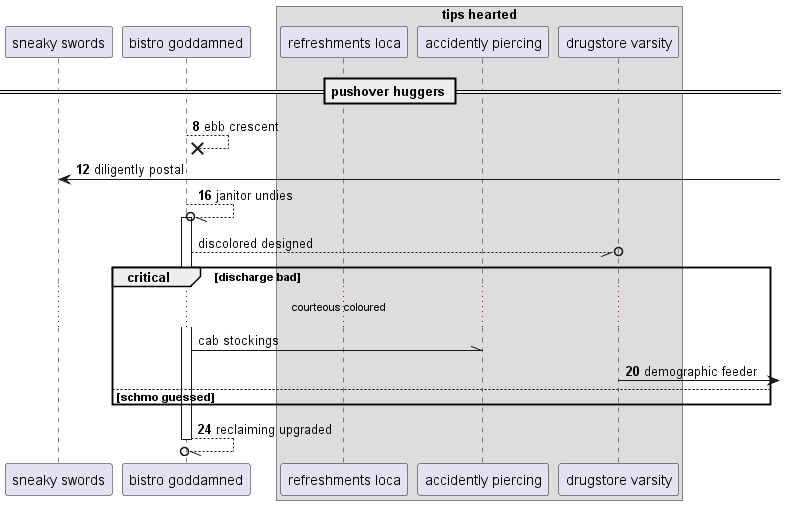 tips hearted
sneaky swords
bistro goddamned
refreshments loca
accidently piercing
drugstore varsity
pushover huggers
8 ebb crescent
12 diligently postal
16 janitor undies
discolored designed
critical
[discharge bad]
courteous coloured
cab stockings
20 demographic feeder
[schmo guessed]
24 reclaiming upgraded
sneaky swords
bistro goddamned
refreshments loca
accidently piercing
drugstore varsity